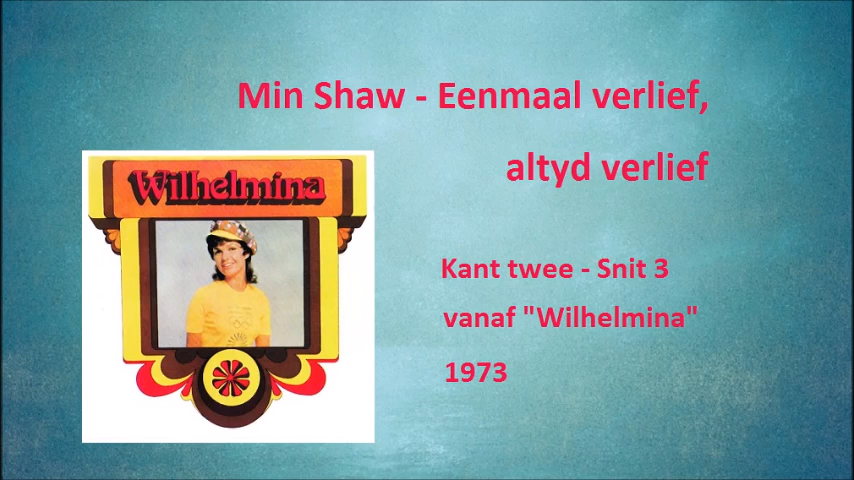 Min Shaw - Eenmaal verlief,
altyd verlief
Wilhelmina
Kant twee - Snit 3
vanaf "Wilhelmina"
1973